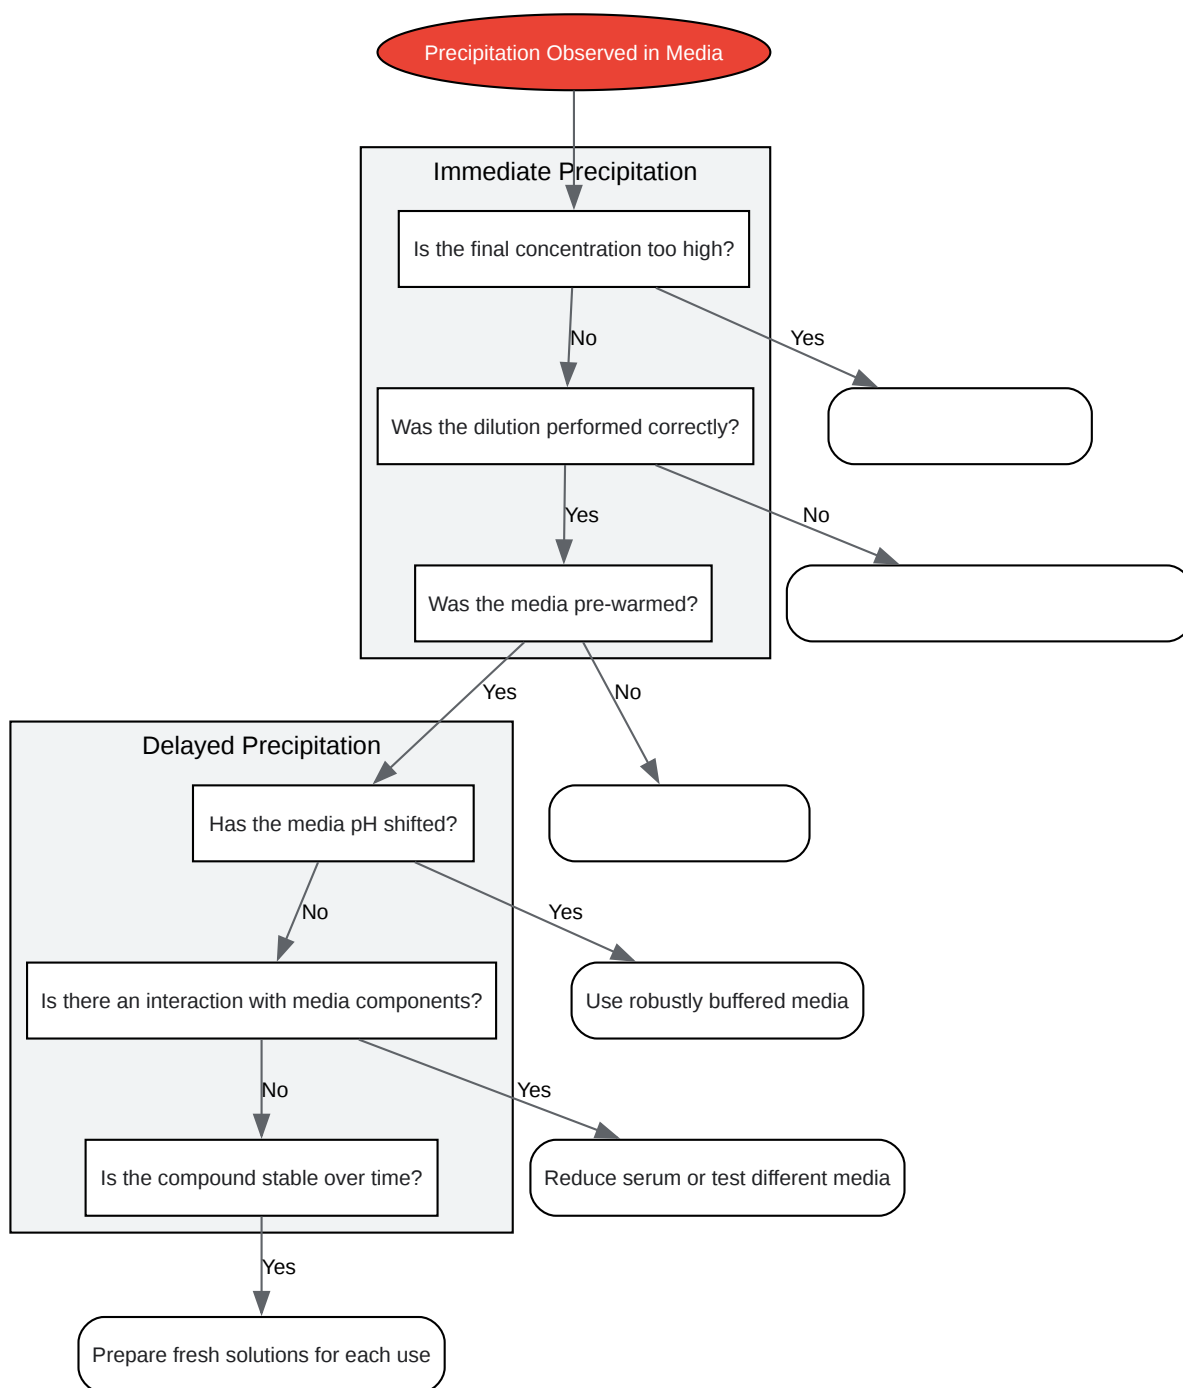 Precipitation Observed in Media
Immediate Precipitation
Is the final concentration too high?
No
Yes
Was the dilution performed correctly?
Yes
No
Was the media pre-warmed?
Yes
No
Delayed Precipitation
Has the media pH shifted?
No
Yes
Is there an interaction with media components?
Use robustly buffered media
No
Yes
Is the compound stable over time?
Reduce serum or test different media
Yes
Prepare fresh solutions for each use